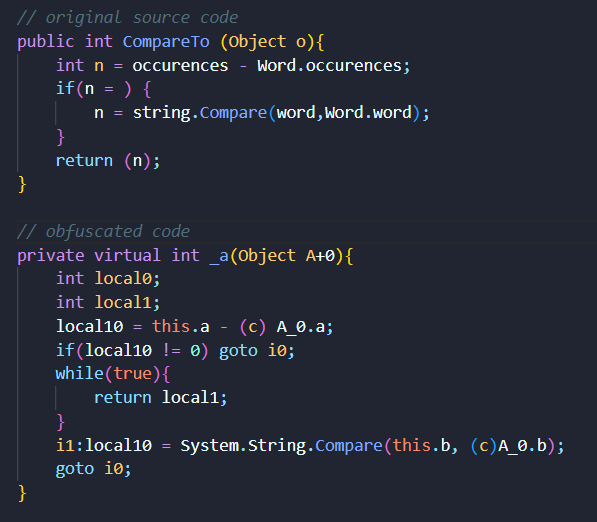 // original source code
public int CompareTo (Object o){
int n = occurences - Word.occurences;
if(n = ) {
n = string.Compare(word,Word.word);
}
return (n);
}
// obfuscated code
private virtual int _a(Object A+0){
int local0;
int local1;
local10 = this.a - (c) A_0.a;
if(local10 != 0) goto i0;
while(true){
return local1;
}
i1:local10 = System.String.Compare(this.b, (c)A_0.b);
goto i0;
}